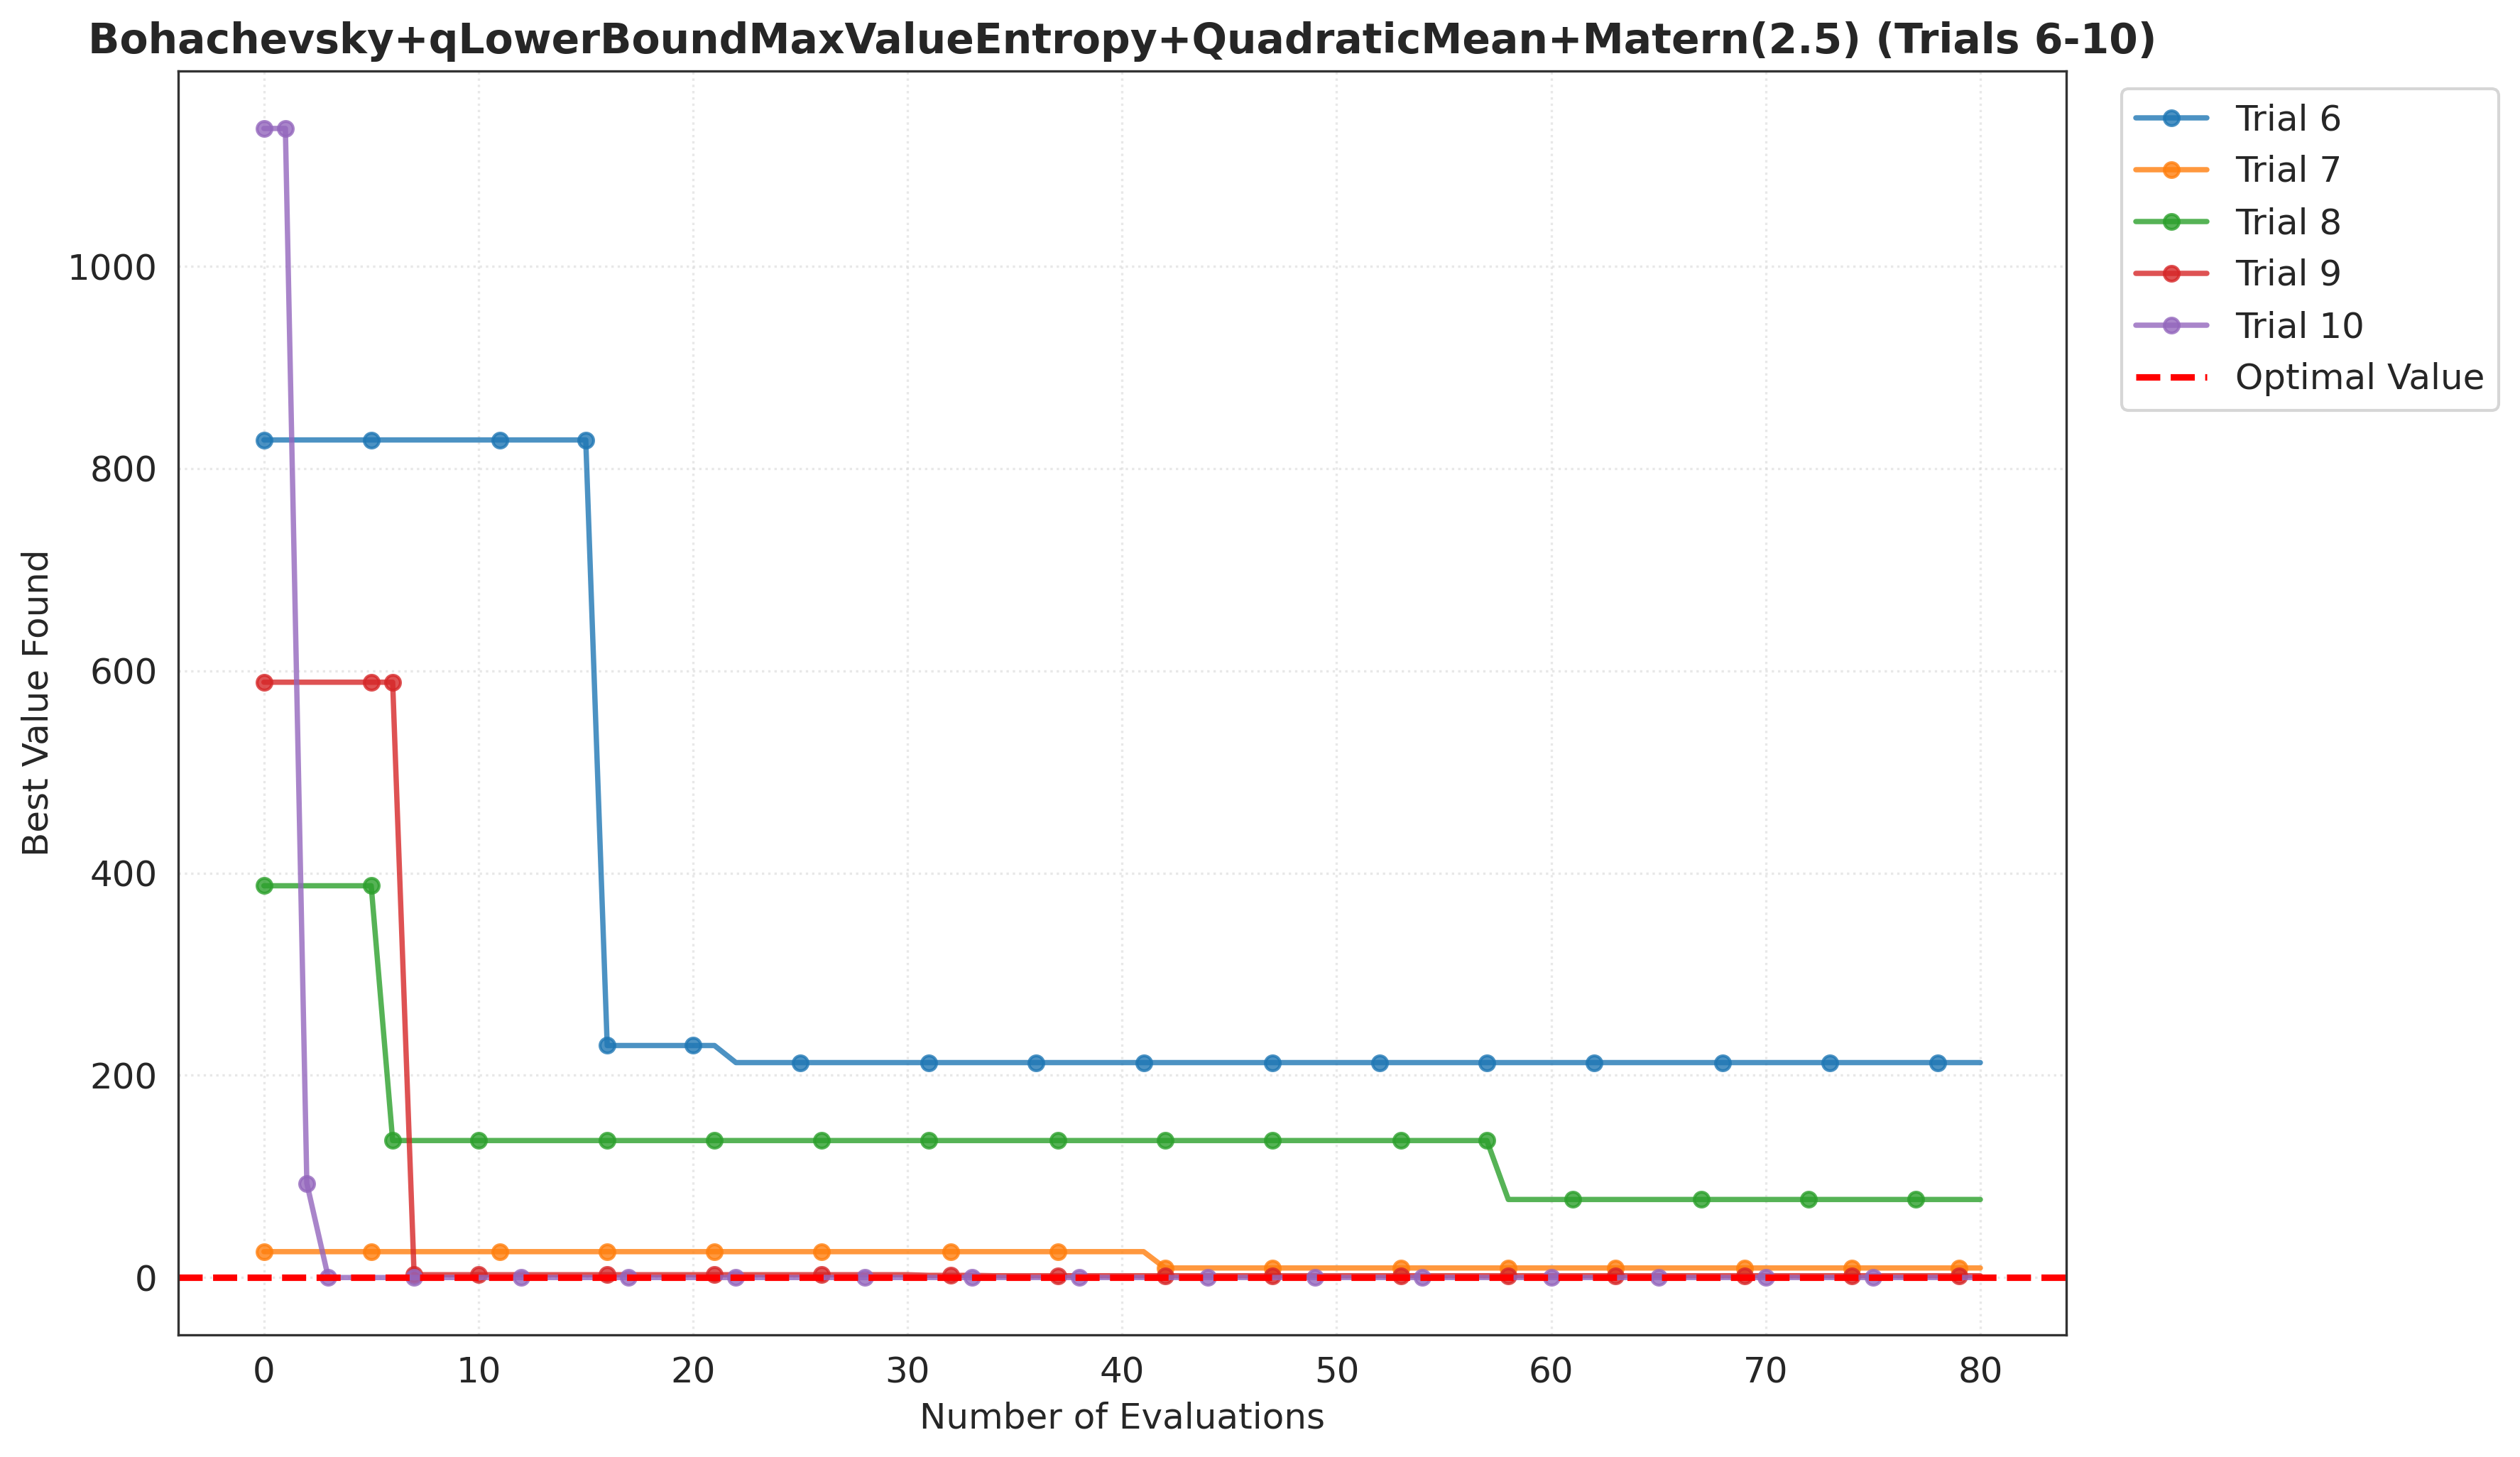 Bohachevsky+qLowerBoundMaxValueEntropy+QuadraticMean+Matern(2.5) (Trials 6-10)
Trial 6
Trial 7
Trial 8
Trial 9
Trial 10
Optimal Value
Best Value Found
1000
800
600
400
200
0
0 10 20 30 40 50 60 70 80
Number of Evaluations